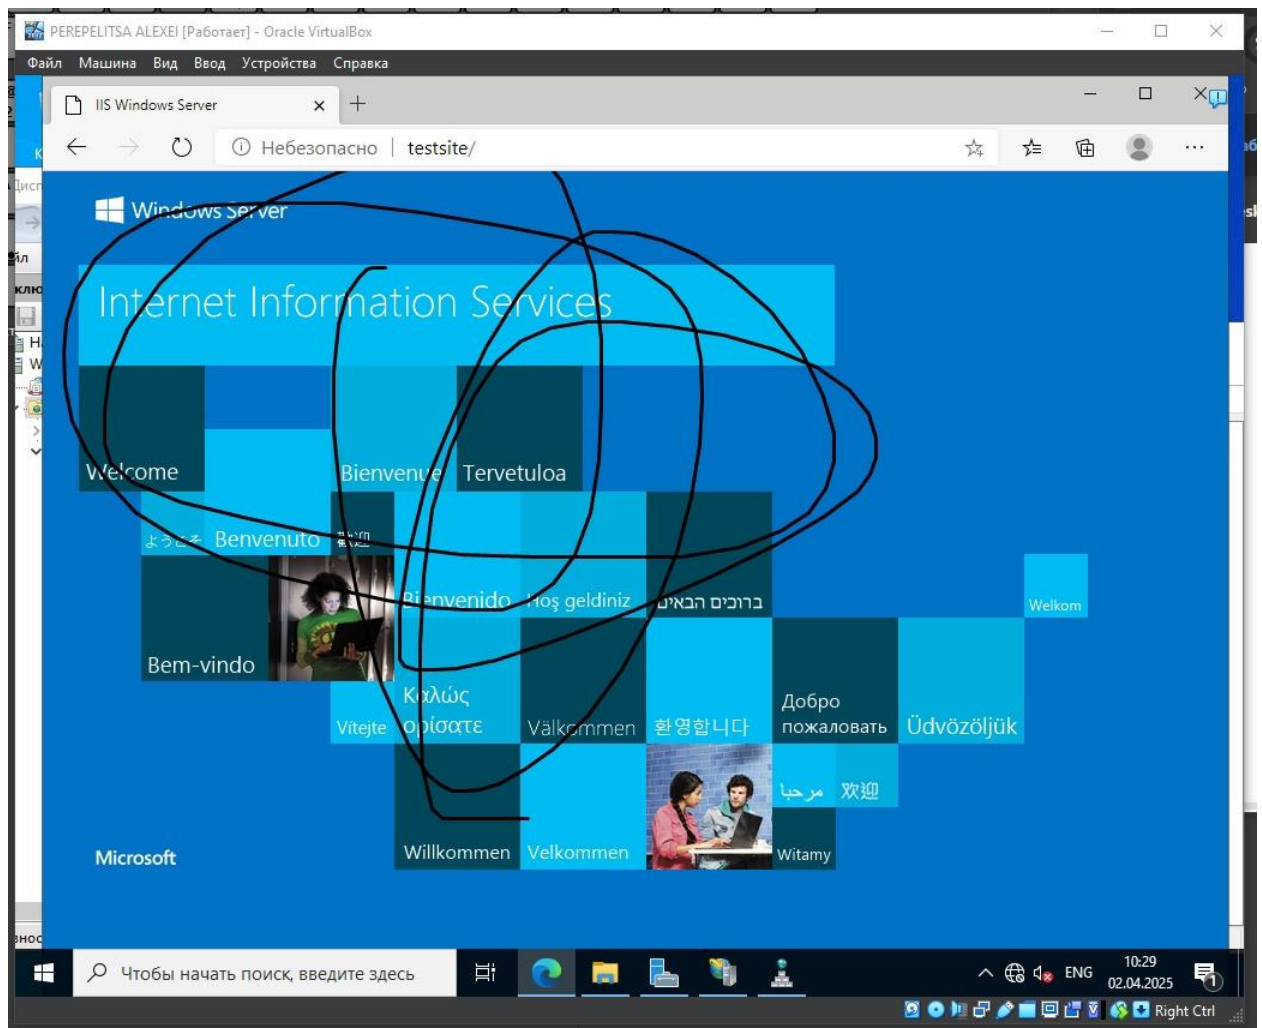 PEREPELITSA ALEXEI [Работает] - Oracle VirtualBox
Файл Машина Вид Ввод Устройства Справка
IIS Windows Server
Небезопасно | testsite/
Windows Server
Internet Information Services
Welcome
Bienvenue
Tervetuloa
ようこそ
Benvenuto
歡迎
Bienvenido
Hoş geldiniz
ברוכים הבאים
Welkom
Bem-vindo
Vítejte
Καλώς
ορίσατε
Välkommen
환영합니다
Добро
пожаловать
Üdvözöljük
مرحبا
欢迎
Microsoft
Willkommen
Velkommen
Witamy
Чтобы начать поиск, введите здесь
ENG
10:29
02.04.2025
1
Right Ctrl